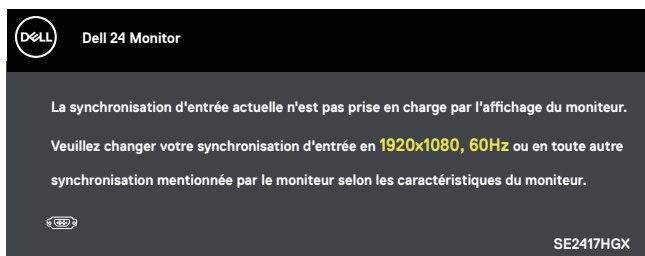 DELL
Dell 24 Monitor
La synchronisation d'entrée actuelle n'est pas prise en charge par l'affichage du moniteur.
Veuillez changer votre synchronisation d'entrée en 1920x1080, 60Hz ou en toute autre
synchronisation mentionnée par le moniteur selon les caractéristiques du moniteur.
SE2417HGX